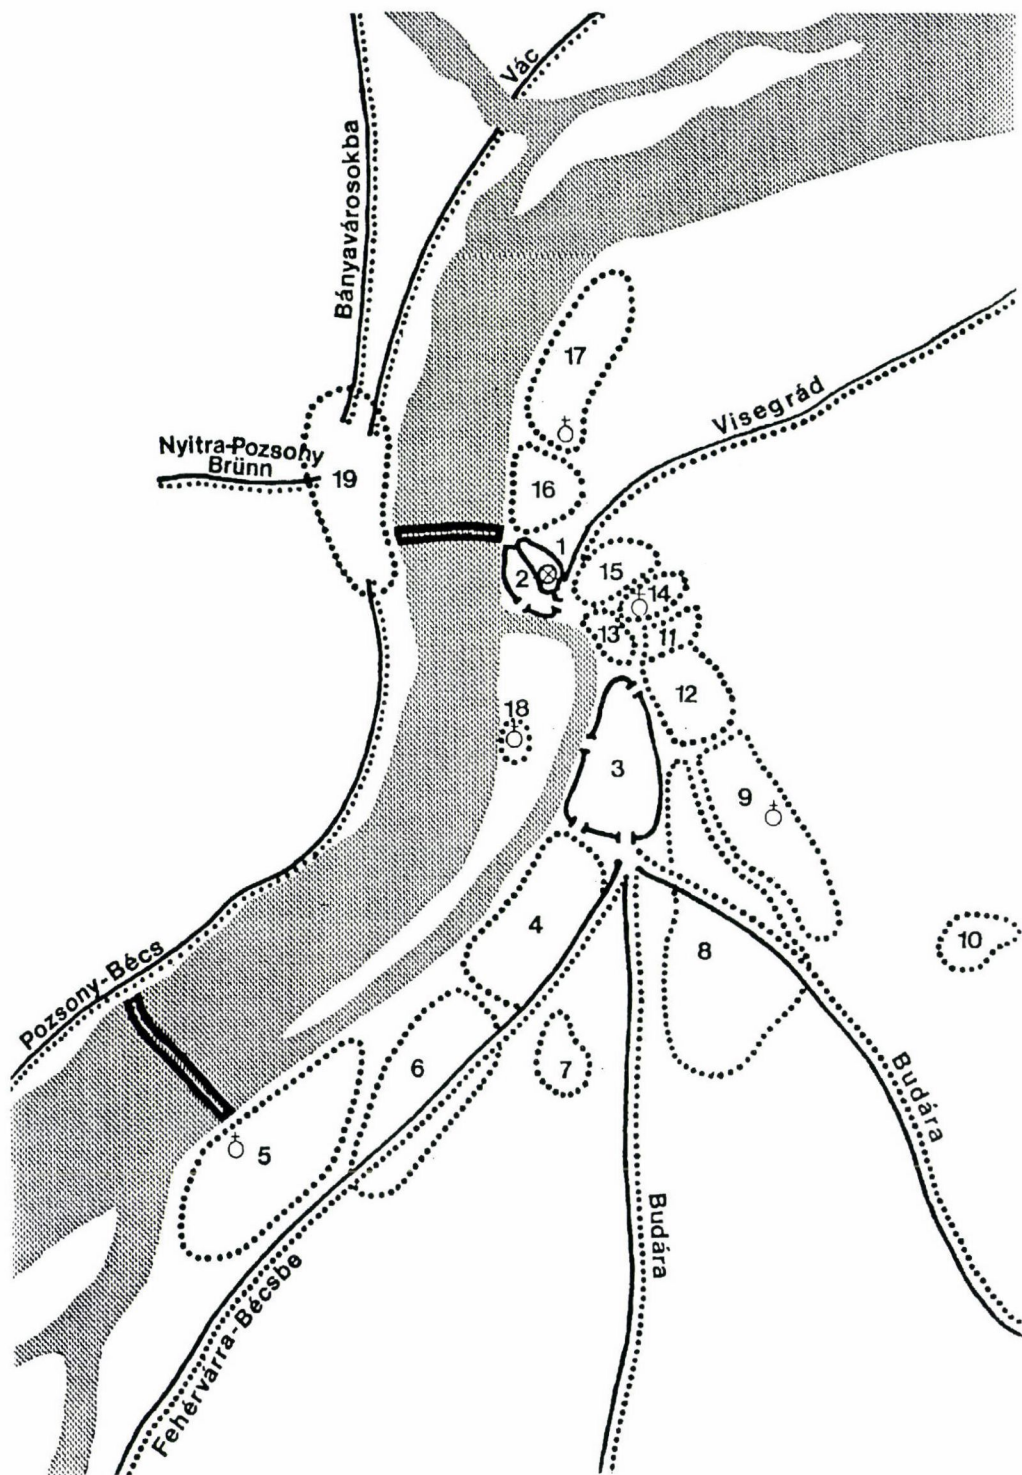 Vác
Bányavárosokba
17
Visegrád
Nyitra-Pozsony
Brünn
19
16
1
2
15
14
13
11
12
18
3
9
4
8
10
Pozsony-Bécs
6
7
5
Budára
Budára
Fehérvárra-Bécsbe